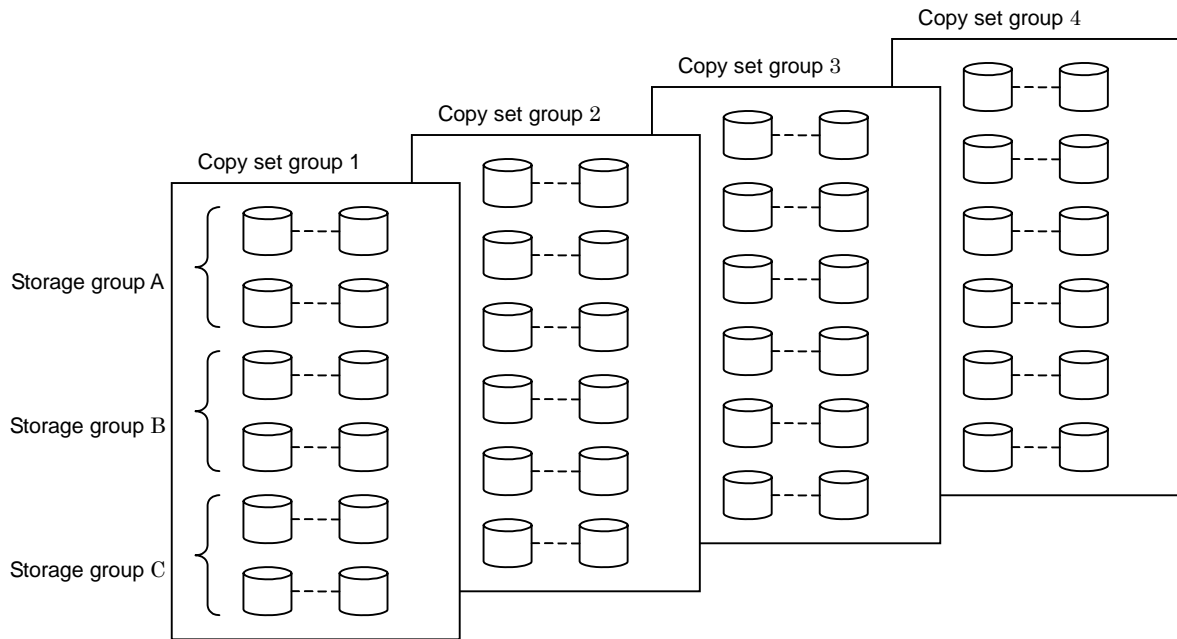 Copy set group 4
Copy set group 3
Copy set group 2
Copy set group 1
Storage group A
Storage group B
Storage group C